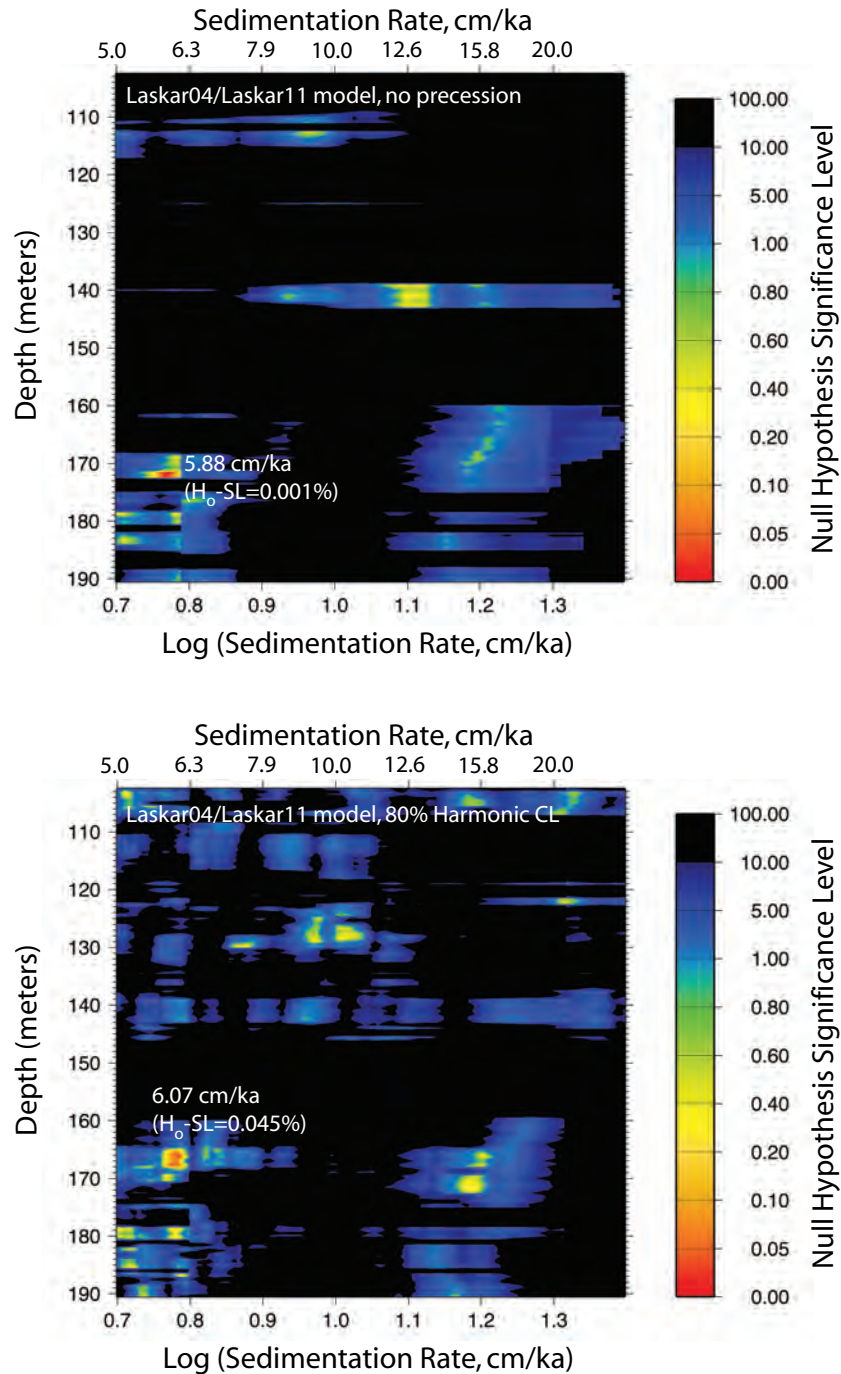 Sedimentation Rate, cm/ka
5.0 6.3 7.9 10.0 12.6 15.8 20.0
Laskar04/Laskar11 model, no precession
110
120
130
140
150
160
170
180
190
Depth (meters)
5.88 cm/ka
(Ho-SL=0.001%)
0.7 0.8 0.9 1.0 1.1 1.2 1.3
Log (Sedimentation Rate, cm/ka)
100.00
10.00
5.00
1.00
0.80
0.60
0.40
0.20
0.10
0.05
0.00
Null Hypothesis Significance Level
Sedimentation Rate, cm/ka
5.0 6.3 7.9 10.0 12.6 15.8 20.0
Laskar04/Laskar11 model, 80% Harmonic CL
110
120
130
140
150
160
170
180
190
Depth (meters)
6.07 cm/ka
(Ho-SL=0.045%)
0.7 0.8 0.9 1.0 1.1 1.2 1.3
Log (Sedimentation Rate, cm/ka)
100.00
10.00
5.00
1.00
0.80
0.60
0.40
0.20
0.10
0.05
0.00
Null Hypothesis Significance Level